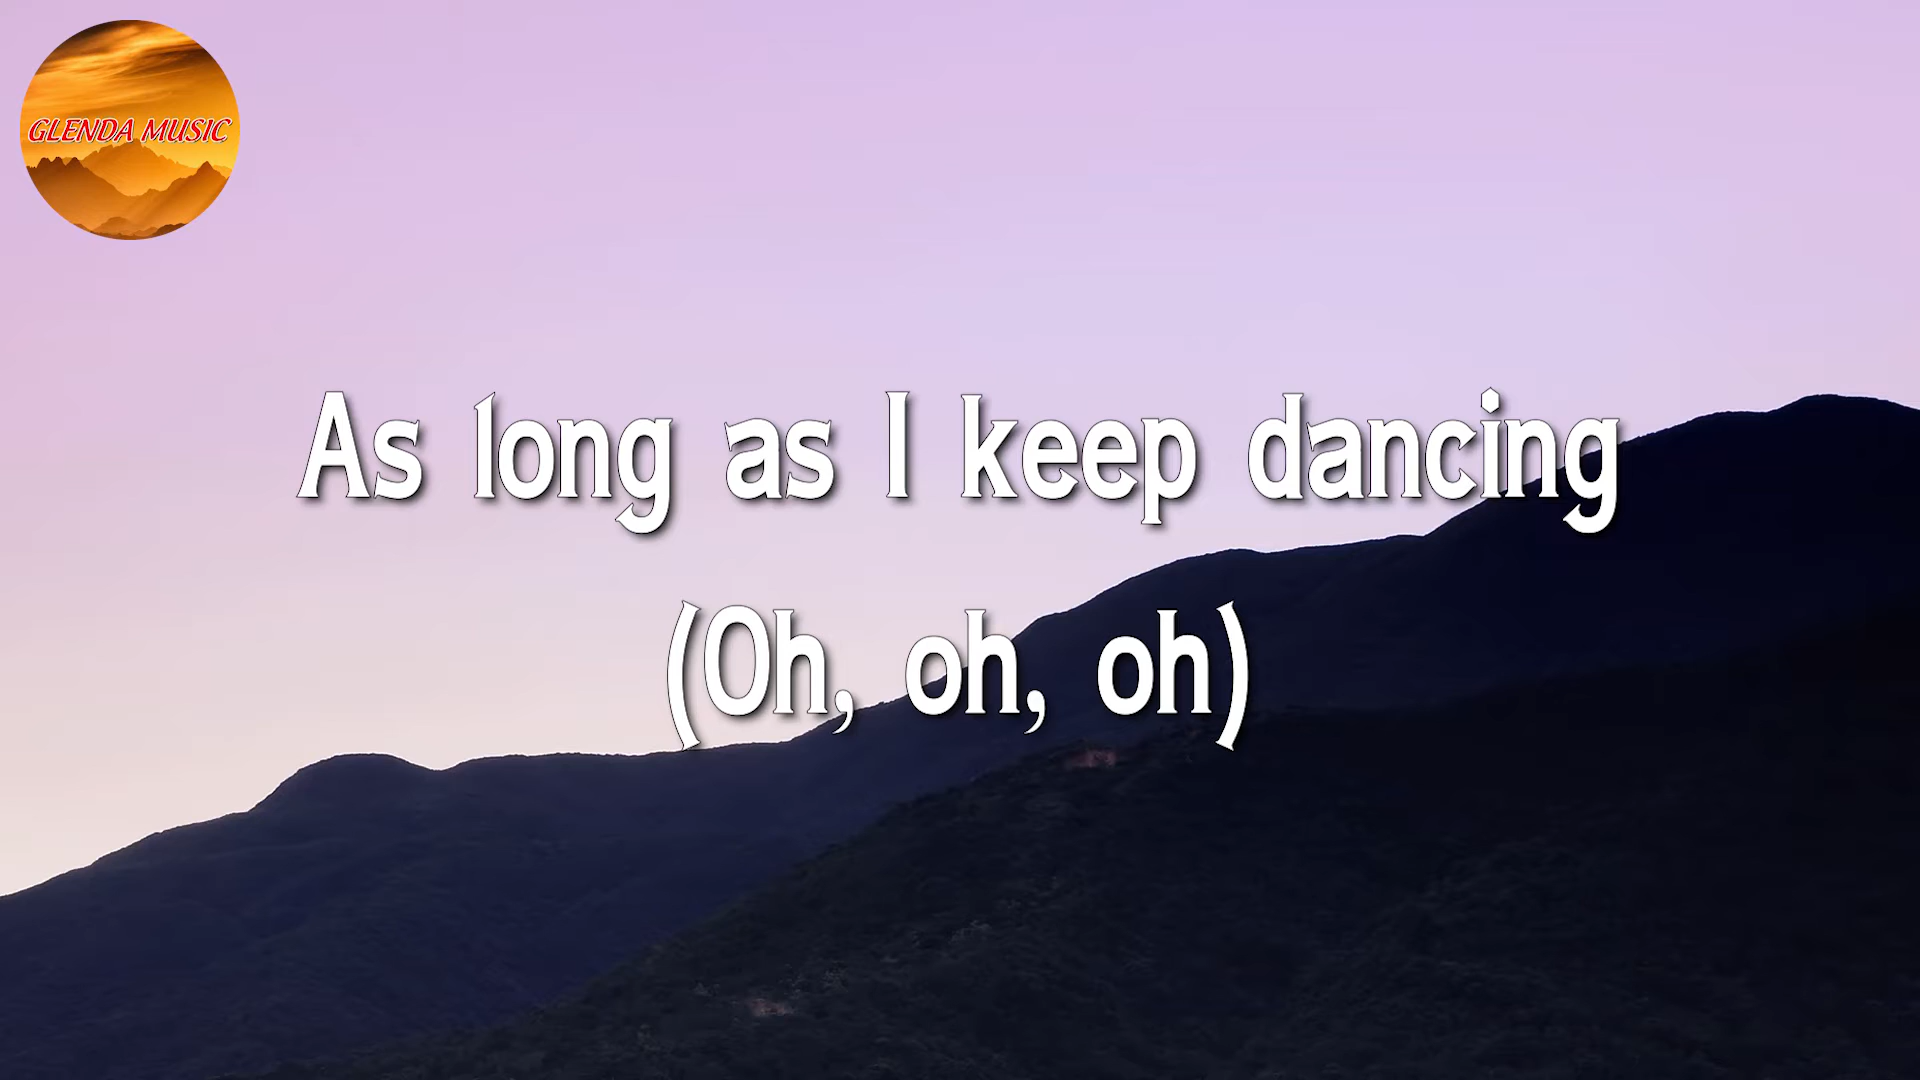 GLENDA MUSIC
As long as I keep dancing
(Oh, oh, oh)